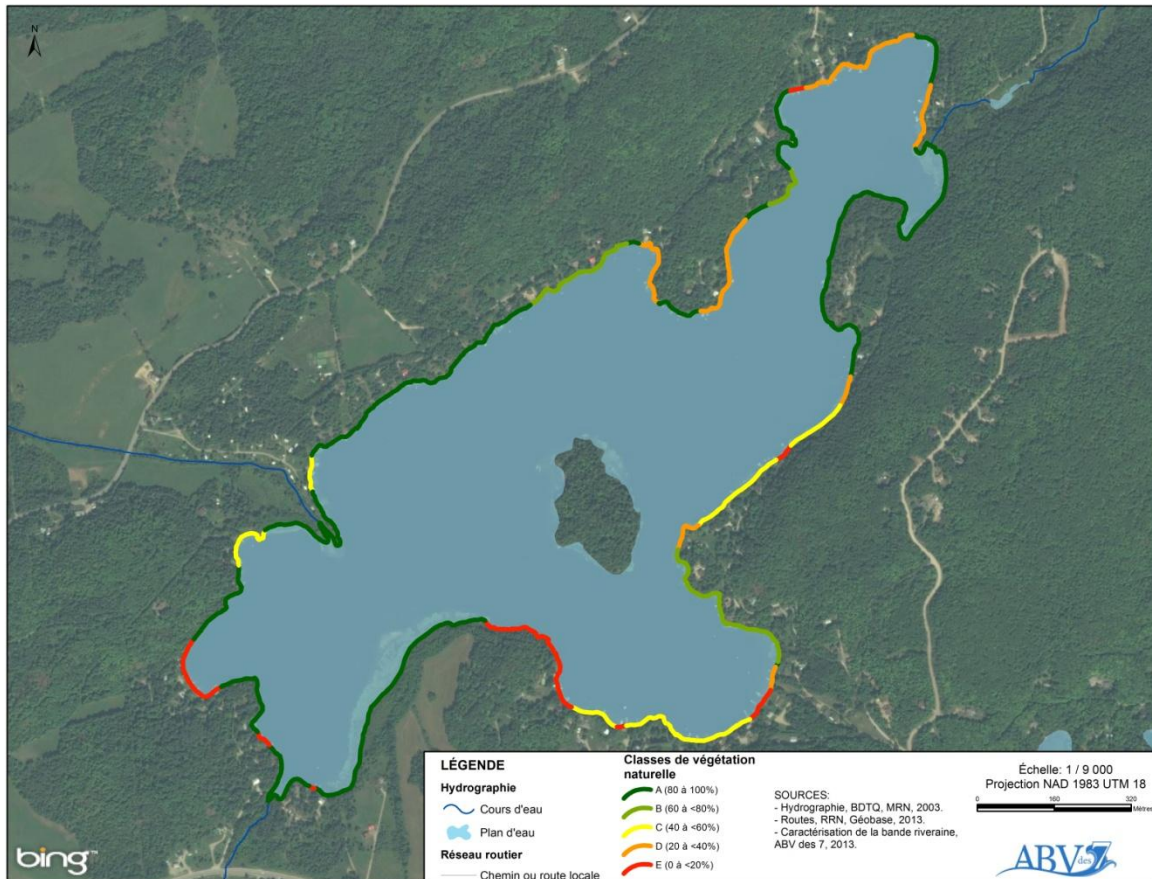 N
LÉGENDE
Hydrographie
Cours d'eau
Plan d'eau
Réseau routier
Chemin ou route locale
Classes de végétation
naturelle
A (80 à 100%)
B (60 à <80%)
C (40 à <60%)
D (20 à <40%)
E (0 à <20%)
SOURCES:
- Hydrographie, BDTQ, MRN, 2003.
- Routes, RRN, Géobase, 2013.
- Caractérisation de la bande riveraine,
ABV des 7, 2013.
Échelle: 1 / 9 000
Projection NAD 1983 UTM 18
0 160 320
Mètres
ABV des 7
bing™